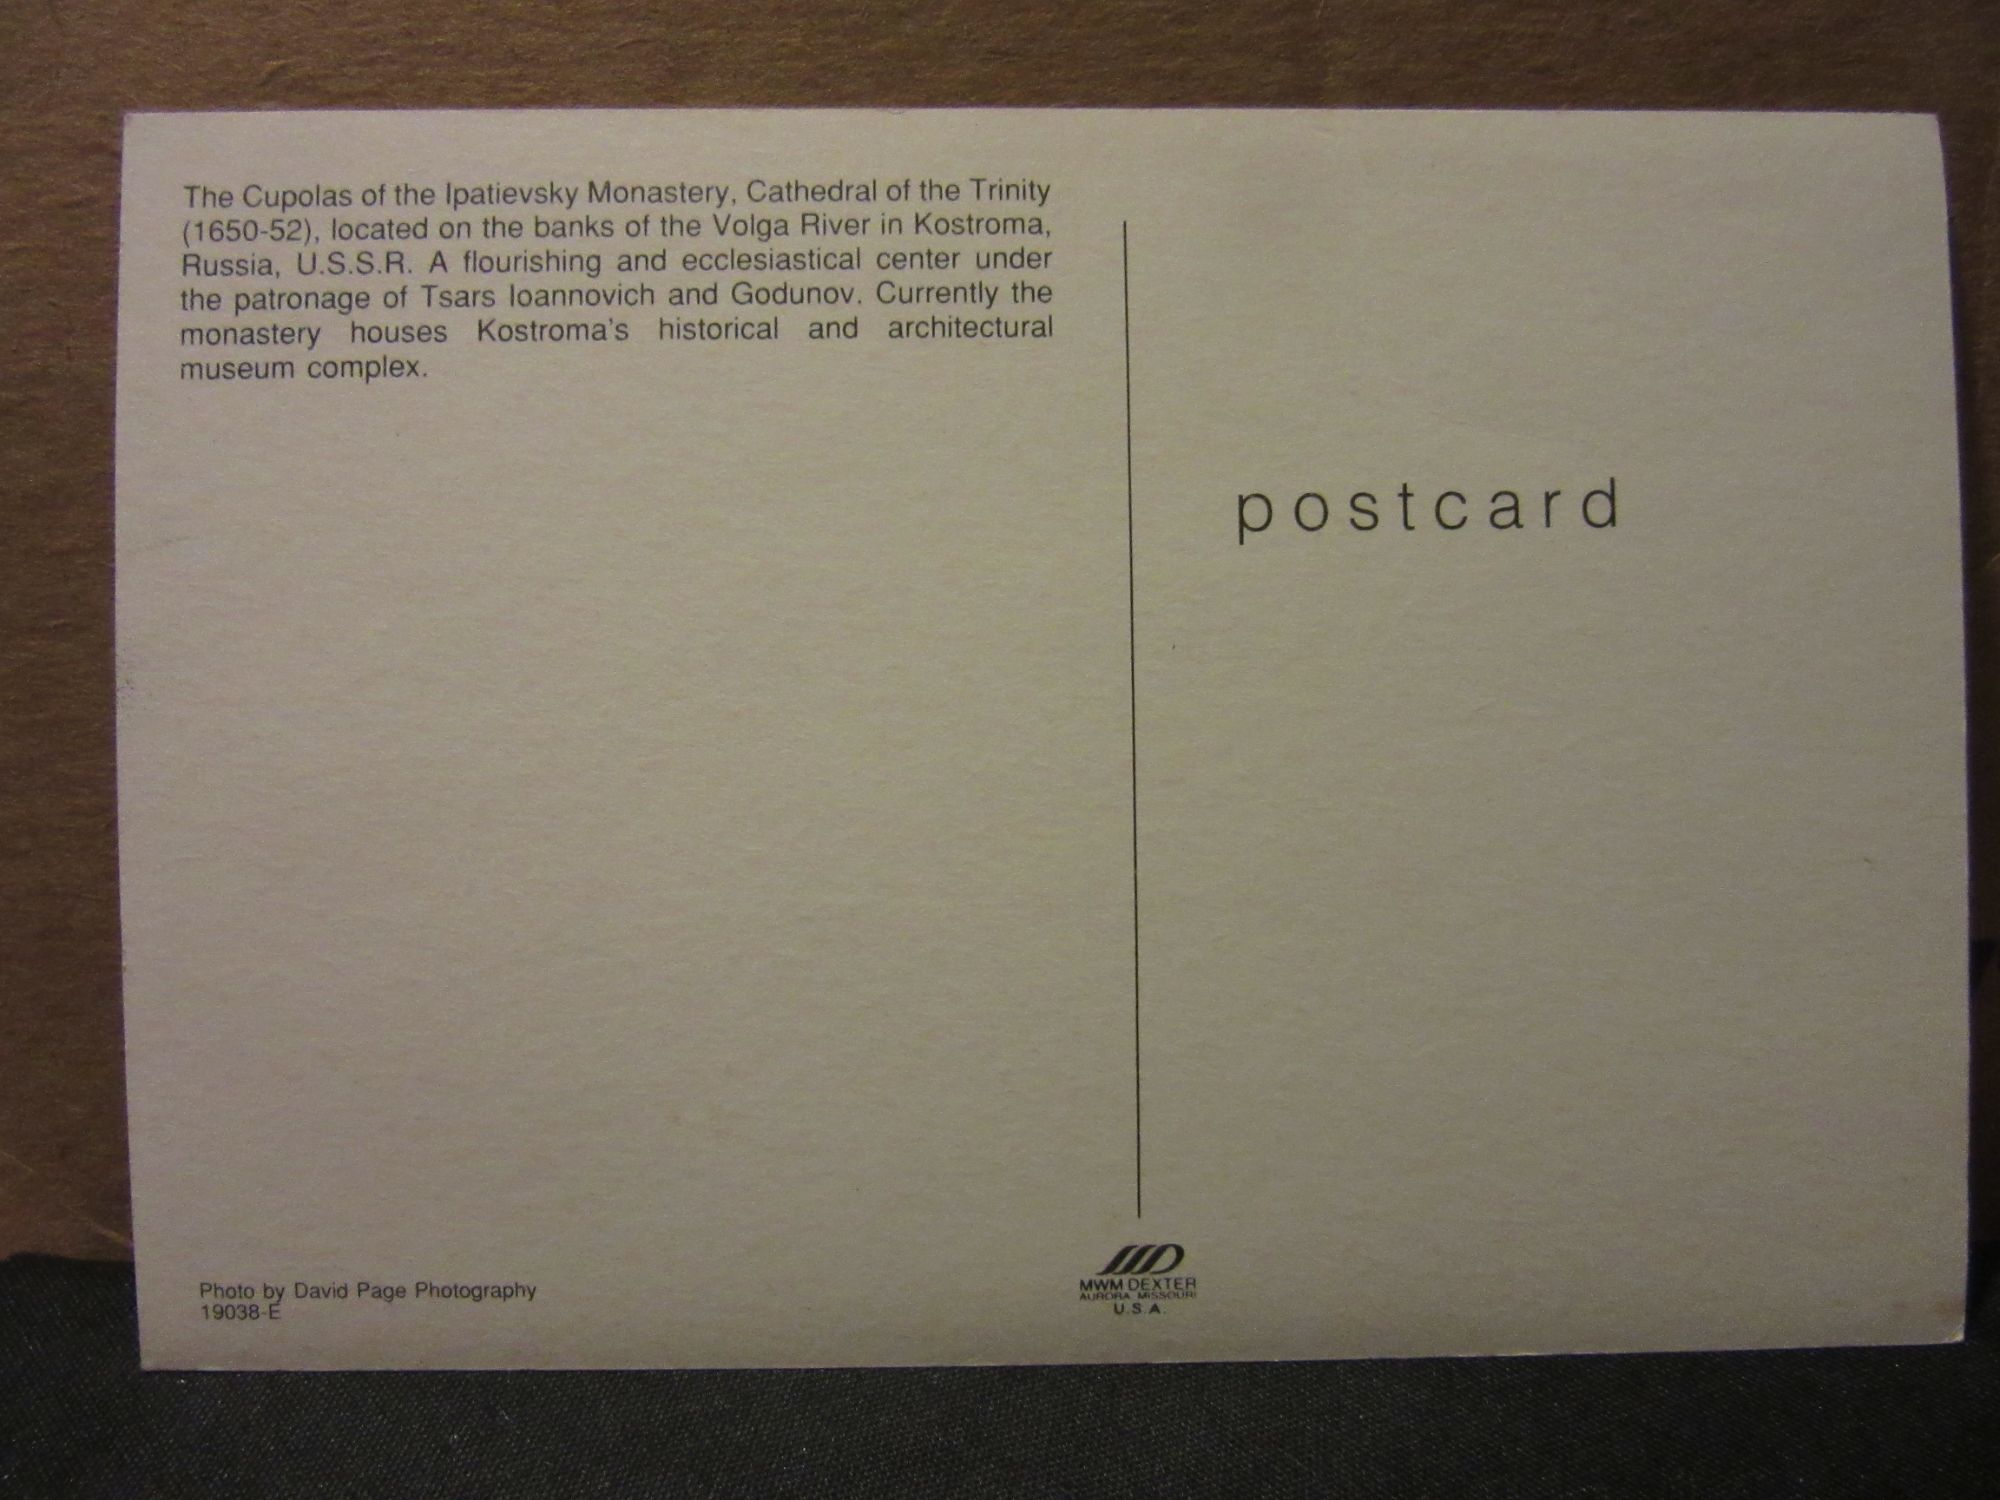 The Cupolas of the Ipatievsky Monastery, Cathedral of the Trinity
(1650-52), located on the banks of the Volga River in Kostroma,
Russia, U.S.S.R. A flourishing and ecclesiastical center under
the patronage of Tsars Ioannovich and Godunov. Currently the
monastery houses Kostroma's historical and architectural
museum complex.
postcard
Photo by David Page Photography
19038-E
MWM DEXTER
AURORA MISSOURI
U.S.A.